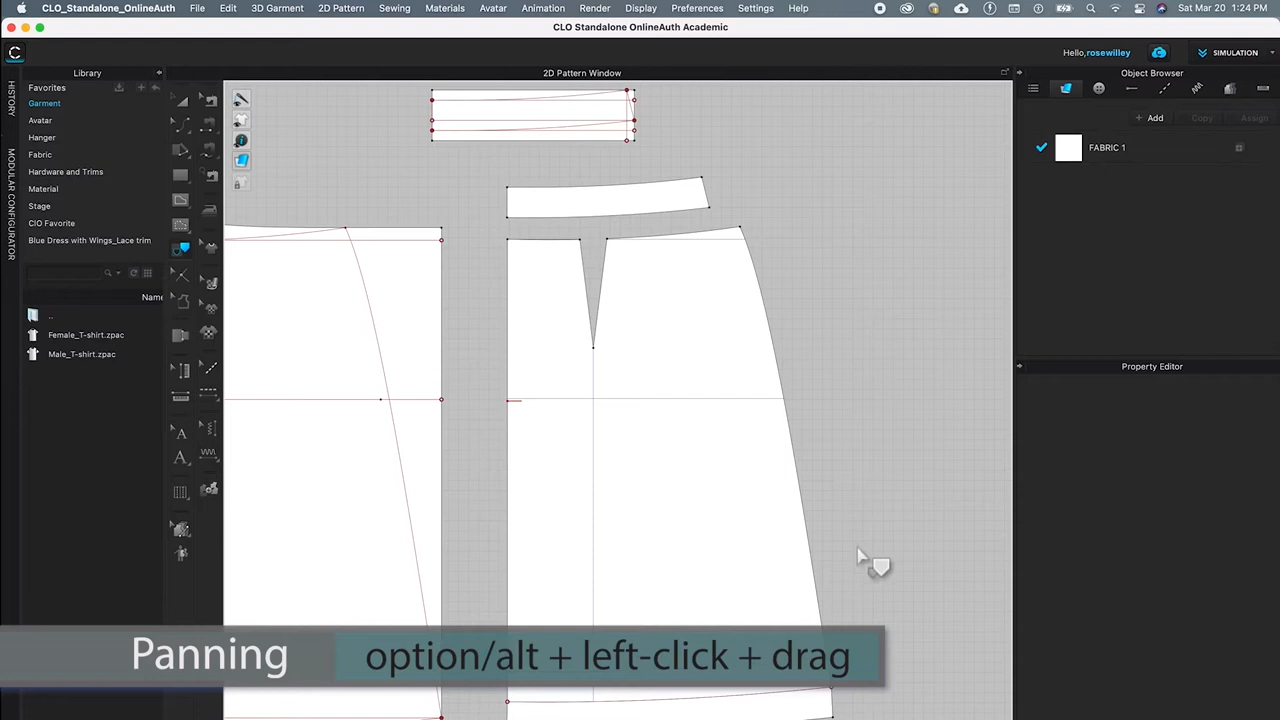 CLO_Standalone_OnlineAuth File Edit 3D Garment 2D Pattern Sewing Materials Avatar Animation Render Display Preferences Settings Help Sat Mar 20 1:24 PM
CLO Standalone OnlineAuth Academic
Hello, rosewilley SIMULATION
Library
2D Pattern Window
Object Browser
HISTORY
MODULAR CONFIGURATOR
Favorites
Garment
Avatar
Hanger
Fabric
Hardware and Trims
Material
Stage
ClO Favorite
Blue Dress with Wings_Lace trim
Name
..
Female_T-shirt.zpac
Male_T-shirt.zpac
Add Copy Assign
FABRIC 1
Property Editor
Panning option/alt + left-click + drag